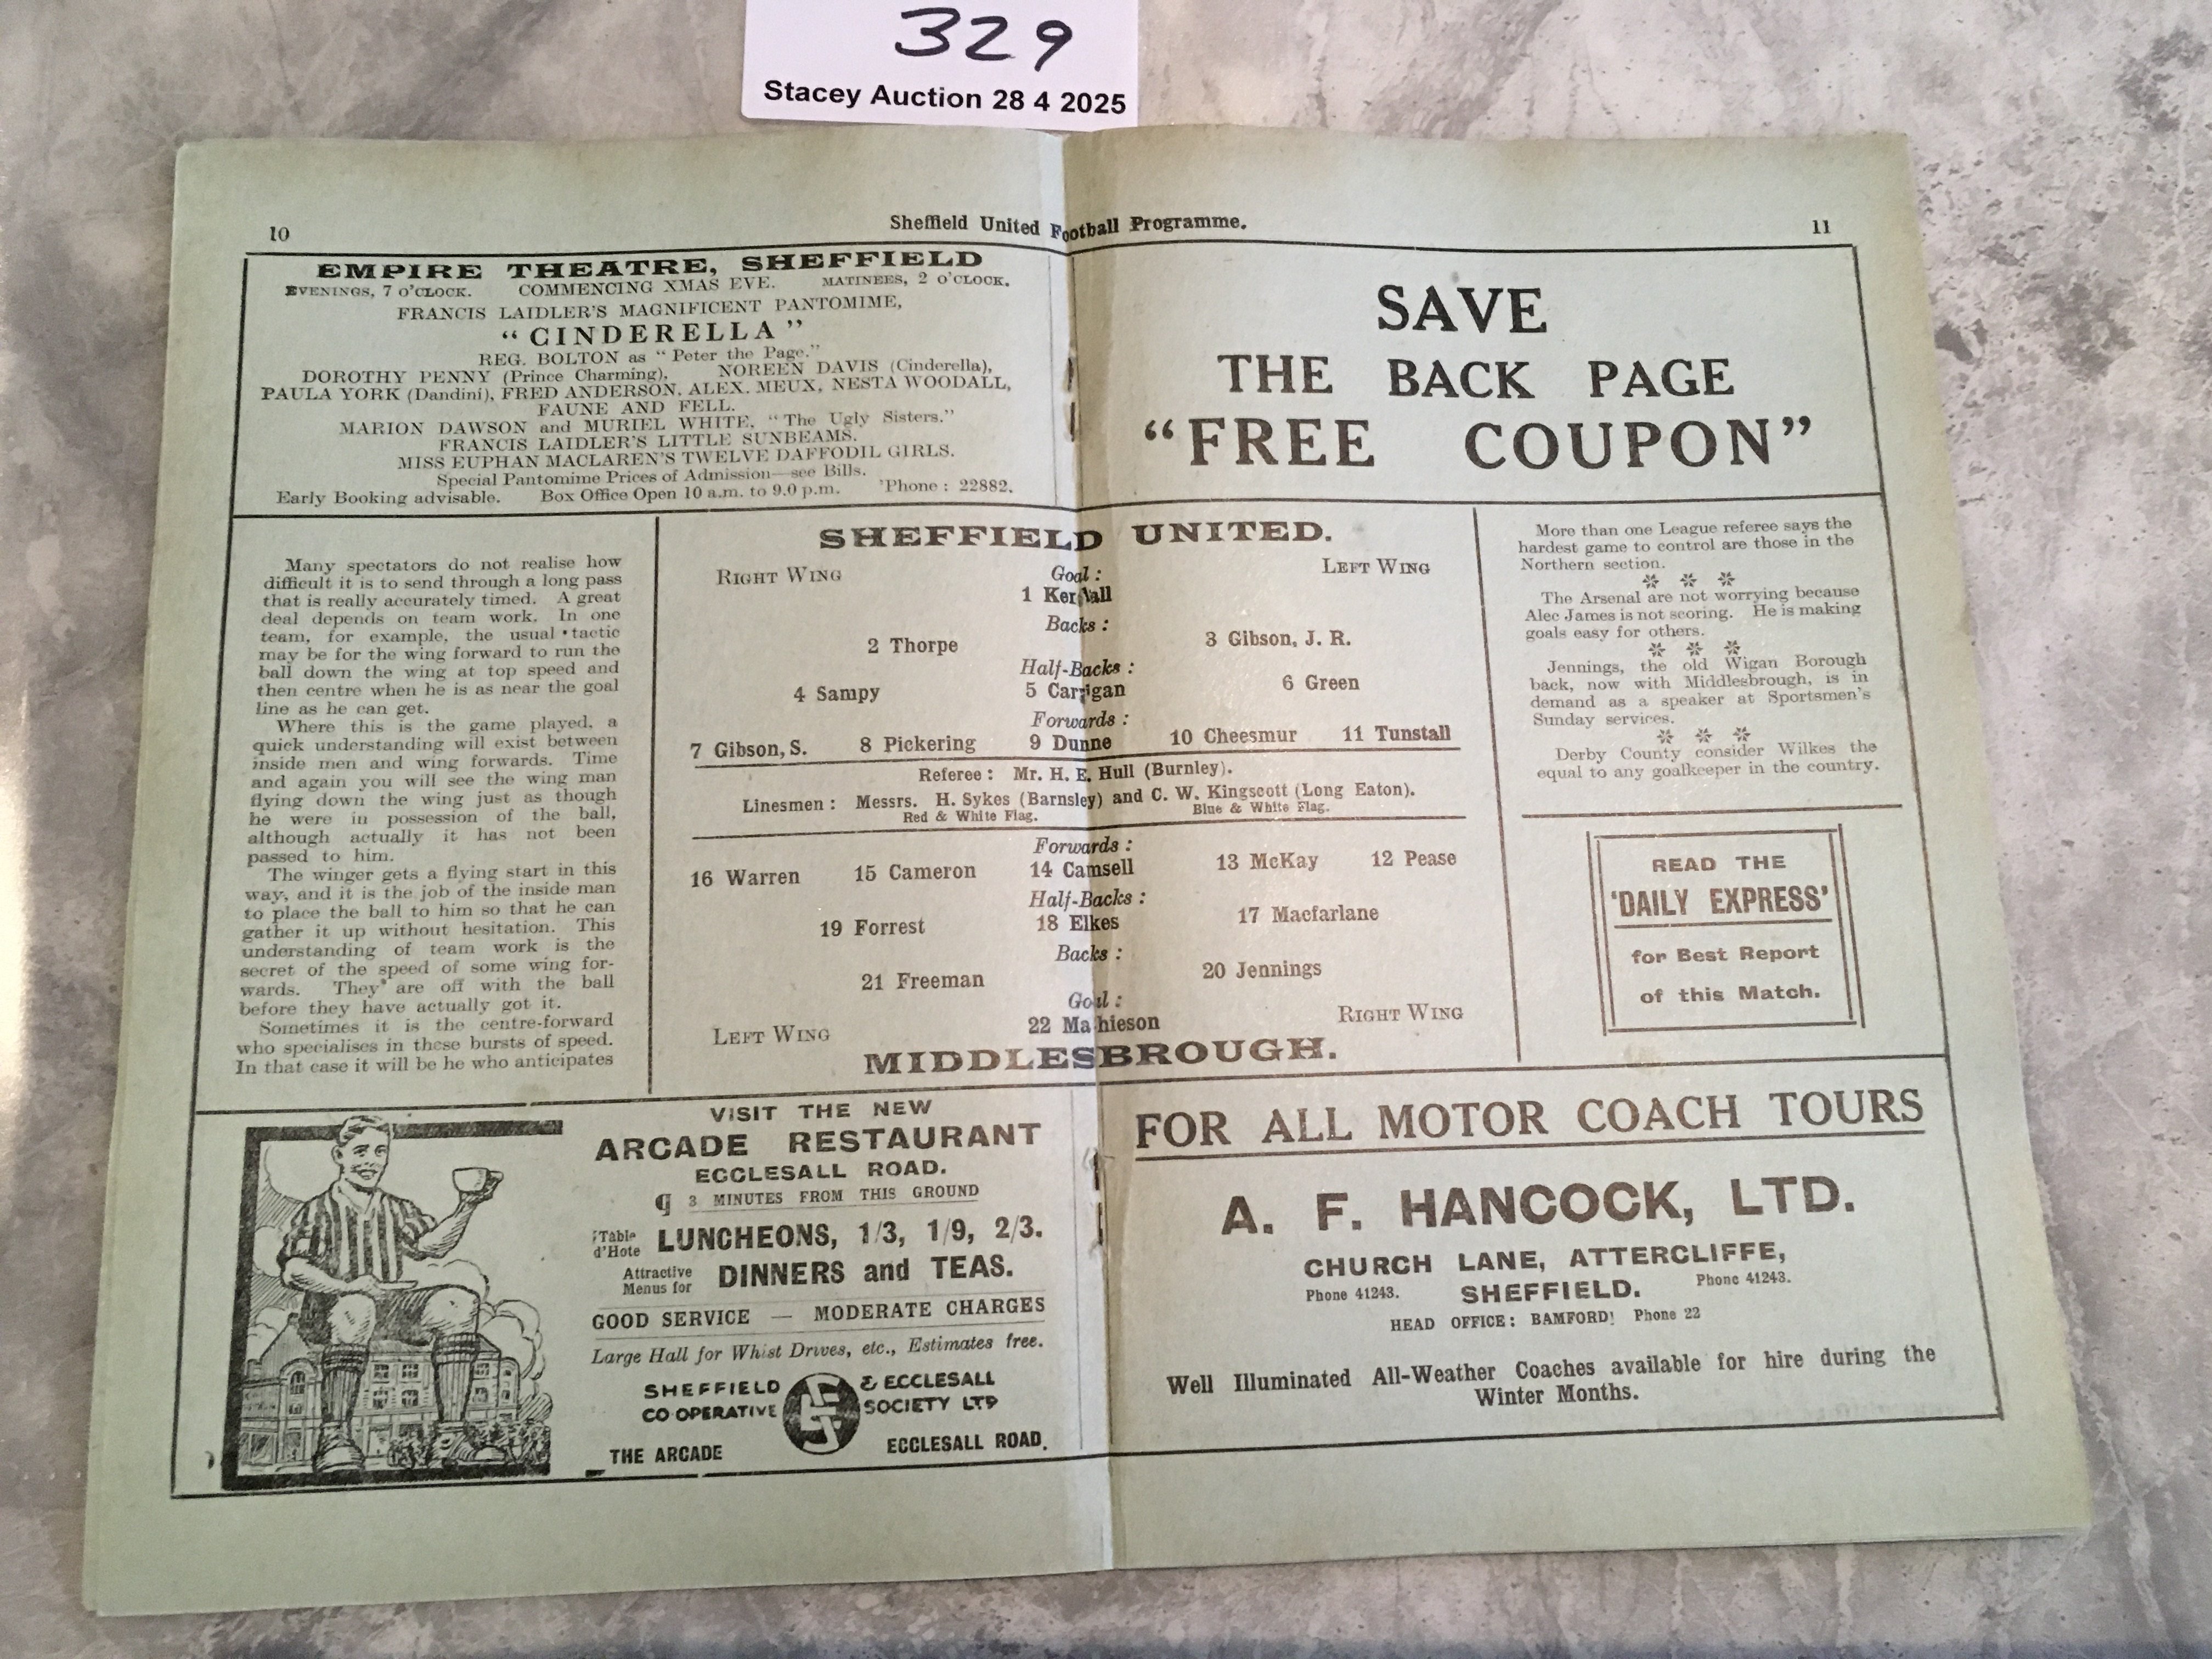 329
Stacey Auction 28 4 2025
10
Sheffield United Football Programme.
11
EMPIRE THEATRE, SHEFFIELD
EVENINGS, 7 O'CLOCK. COMMENCING XMAS EVE. MATINEES, 2 O'CLOCK.
FRANCIS LAIDLER'S MAGNIFICENT PANTOMIME,
"CINDERELLA"
REG. BOLTON as "Peter the Page."
DOROTHY PENNY (Prince Charming), NOREEN DAVIS (Cinderella),
PAULA YORK (Dandini), FRED ANDERSON, ALEX. MEUX, NESTA WOODALL,
FAUNE AND FELL.
MARION DAWSON and MURIEL WHITE, "The Ugly Sisters."
FRANCIS LAIDLER'S LITTLE SUNBEAMS.
MISS EUPHAN MACLAREN'S TWELVE DAFFODIL GIRLS.
Special Pantomime Prices of Admission—see Bills.
Early Booking advisable. Box Office Open 10 a.m. to 9.0 p.m. 'Phone : 22882.
SAVE
THE BACK PAGE
"FREE COUPON"
Many spectators do not realise how
difficult it is to send through a long pass
that is really accurately timed. A great
deal depends on team work. In one
team, for example, the usual tactic
may be for the wing forward to run the
ball down the wing at top speed and
then centre when he is as near the goal
line as he can get.
Where this is the game played, a
quick understanding will exist between
inside men and wing forwards. Time
and again you will see the wing man
flying down the wing just as though
he were in possession of the ball,
although actually it has not been
passed to him.
The winger gets a flying start in this
way, and it is the job of the inside man
to place the ball to him so that he can
gather it up without hesitation. This
understanding of team work is the
secret of the speed of some wing for-
wards. They are off with the ball
before they have actually got it.
Sometimes it is the centre-forward
who specialises in these bursts of speed.
In that case it will be he who anticipates
SHEFFIELD UNITED.
RIGHT WING Goal : LEFT WING
1 Kendall
Backs :
2 Thorpe 3 Gibson, J. R.
Half-Backs :
4 Sampy 5 Carrigan 6 Green
Forwards :
7 Gibson, S. 8 Pickering 9 Dunne 10 Cheesmur 11 Tunstall
Referee : Mr. H. E. Hull (Burnley).
Linesmen : Messrs. H. Sykes (Barnsley) and C. W. Kingscott (Long Eaton).
Red & White Flag. Blue & White Flag.
Forwards :
16 Warren 15 Cameron 14 Camsell 13 McKay 12 Pease
Half-Backs :
19 Forrest 18 Elkes 17 Macfarlane
Backs :
21 Freeman 20 Jennings
Goal :
LEFT WING 22 Mathieson RIGHT WING
MIDDLESBROUGH.
More than one League referee says the
hardest game to control are those in the
Northern section.
The Arsenal are not worrying because
Alec James is not scoring. He is making
goals easy for others.
Jennings, the old Wigan Borough
back, now with Middlesbrough, is in
demand as a speaker at Sportsmen's
Sunday services.
Derby County consider Wilkes the
equal to any goalkeeper in the country.
READ THE
'DAILY EXPRESS'
for Best Report
of this Match.
VISIT THE NEW
ARCADE RESTAURANT
ECCLESALL ROAD.
¶ 3 MINUTES FROM THIS GROUND
Table d'Hote LUNCHEONS, 1/3, 1/9, 2/3.
Attractive Menus for DINNERS and TEAS.
GOOD SERVICE — MODERATE CHARGES
Large Hall for Whist Drives, etc., Estimates free.
SHEFFIELD & ECCLESALL
CO-OPERATIVE SOCIETY LTD
THE ARCADE ECCLESALL ROAD.
FOR ALL MOTOR COACH TOURS
A. F. HANCOCK, LTD.
CHURCH LANE, ATTERCLIFFE,
Phone 41243. SHEFFIELD. Phone 41243.
HEAD OFFICE: BAMFORD! Phone 22
Well Illuminated All-Weather Coaches available for hire during the
Winter Months.